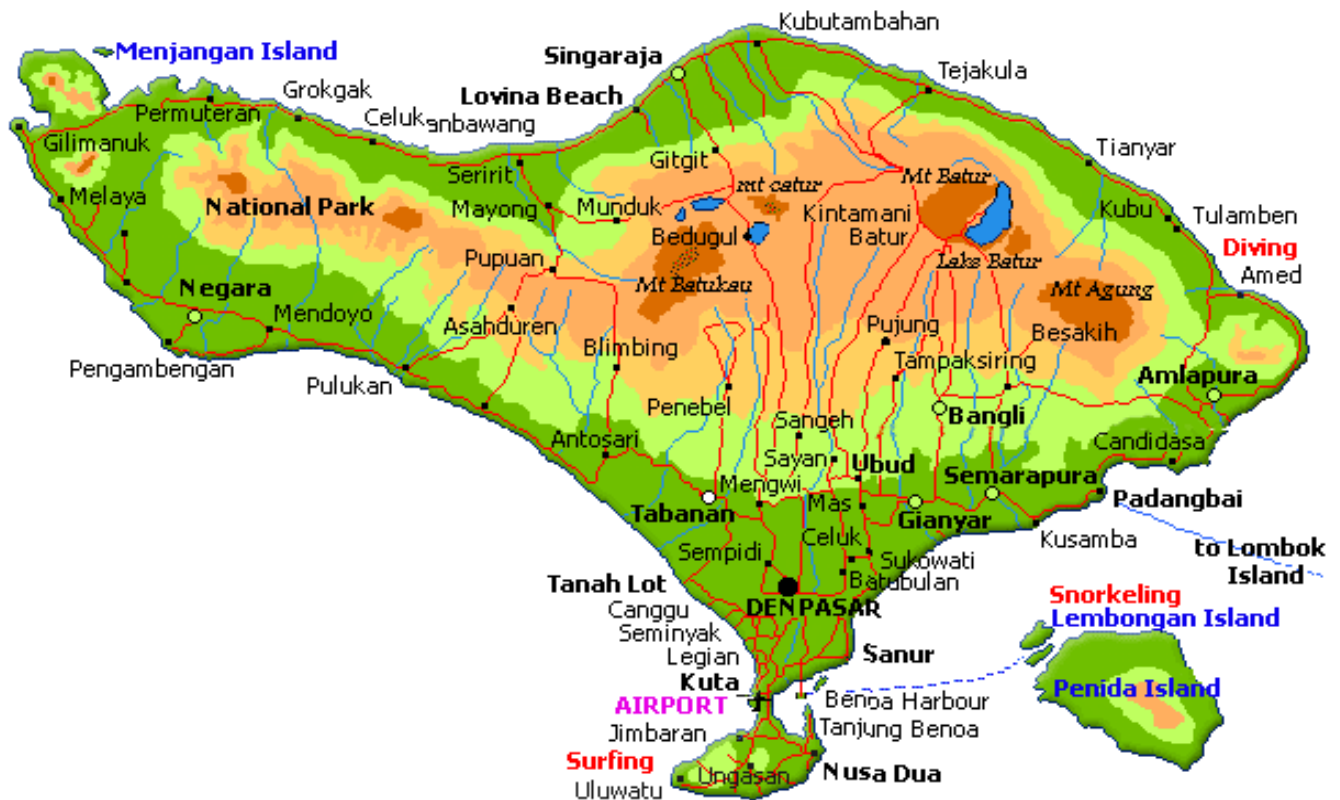 Kubutambahan
Menjangan Island
Singaraja
Tejakula
Grokgak
Lovina Beach
Permuteran
Celuk
anbawang
Gilimanuk
Gitgit
Tianyar
Seririt
Mt Batur
mt catur
Melaya
National Park
Mayong
Munduk
Kintamani
Kubu
Tulamben
Batur
Bedugul
Diving
Pupuan
Lake Batur
Amed
Mt Batukau
Mt Agung
Negara
Mendoyo
Asahduren
Pujung
Besakih
Blimbing
Tampaksiring
Pengambengan
Pulukan
Amlapura
Penebel
Sangeh
Bangli
Antosari
Candidasa
Sayan
Ubud
Mengwi
Semarapura
Padangbai
Tabanan
Mas
Gianyar
Celuk
Kusamba
Sempidi
Sukowati
to Lombok
Island
Batubulan
Tanah Lot
Canggu
DENPASAR
Snorkeling
Lembongan Island
Seminyak
Legian
Sanur
Kuta
Penida Island
AIRPORT
Benoa Harbour
Jimbaran
Tanjung Benoa
Surfing
Ungasan
Nusa Dua
Uluwatu